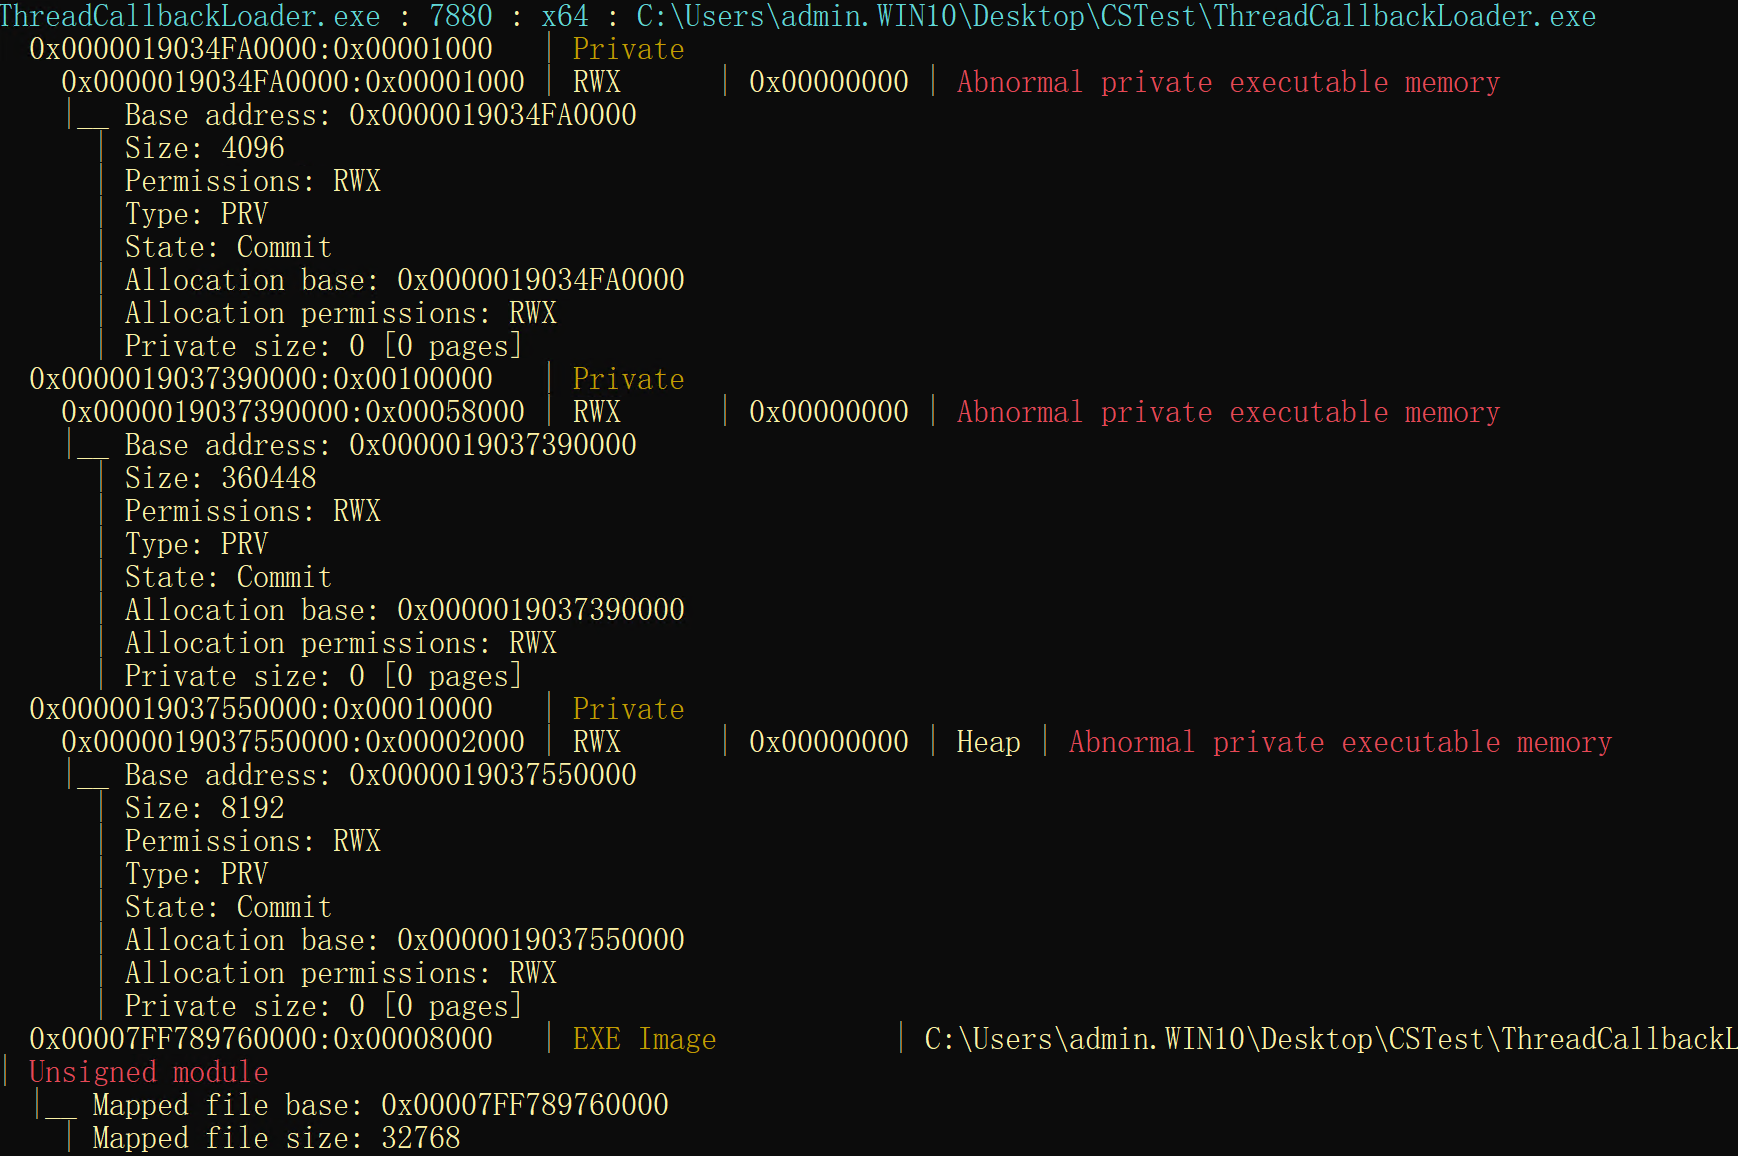 ThreadCallbackLoader.exe : 7880 : x64 : C:\Users\admin.WIN10\Desktop\CSTest\ThreadCallbackLoader.exe
0x0000019034FA0000:0x00001000 | Private
0x0000019034FA0000:0x00001000 | RWX | 0x00000000 | Abnormal private executable memory
|__ Base address: 0x0000019034FA0000
| Size: 4096
| Permissions: RWX
| Type: PRV
| State: Commit
| Allocation base: 0x0000019034FA0000
| Allocation permissions: RWX
| Private size: 0 [0 pages]
0x0000019037390000:0x00100000 | Private
0x0000019037390000:0x00058000 | RWX | 0x00000000 | Abnormal private executable memory
|__ Base address: 0x0000019037390000
| Size: 360448
| Permissions: RWX
| Type: PRV
| State: Commit
| Allocation base: 0x0000019037390000
| Allocation permissions: RWX
| Private size: 0 [0 pages]
0x0000019037550000:0x00010000 | Private
0x0000019037550000:0x00002000 | RWX | 0x00000000 | Heap | Abnormal private executable memory
|__ Base address: 0x0000019037550000
| Size: 8192
| Permissions: RWX
| Type: PRV
| State: Commit
| Allocation base: 0x0000019037550000
| Allocation permissions: RWX
| Private size: 0 [0 pages]
0x00007FF789760000:0x00008000 | EXE Image | C:\Users\admin.WIN10\Desktop\CSTest\ThreadCallbackL
| Unsigned module
|__ Mapped file base: 0x00007FF789760000
| Mapped file size: 32768